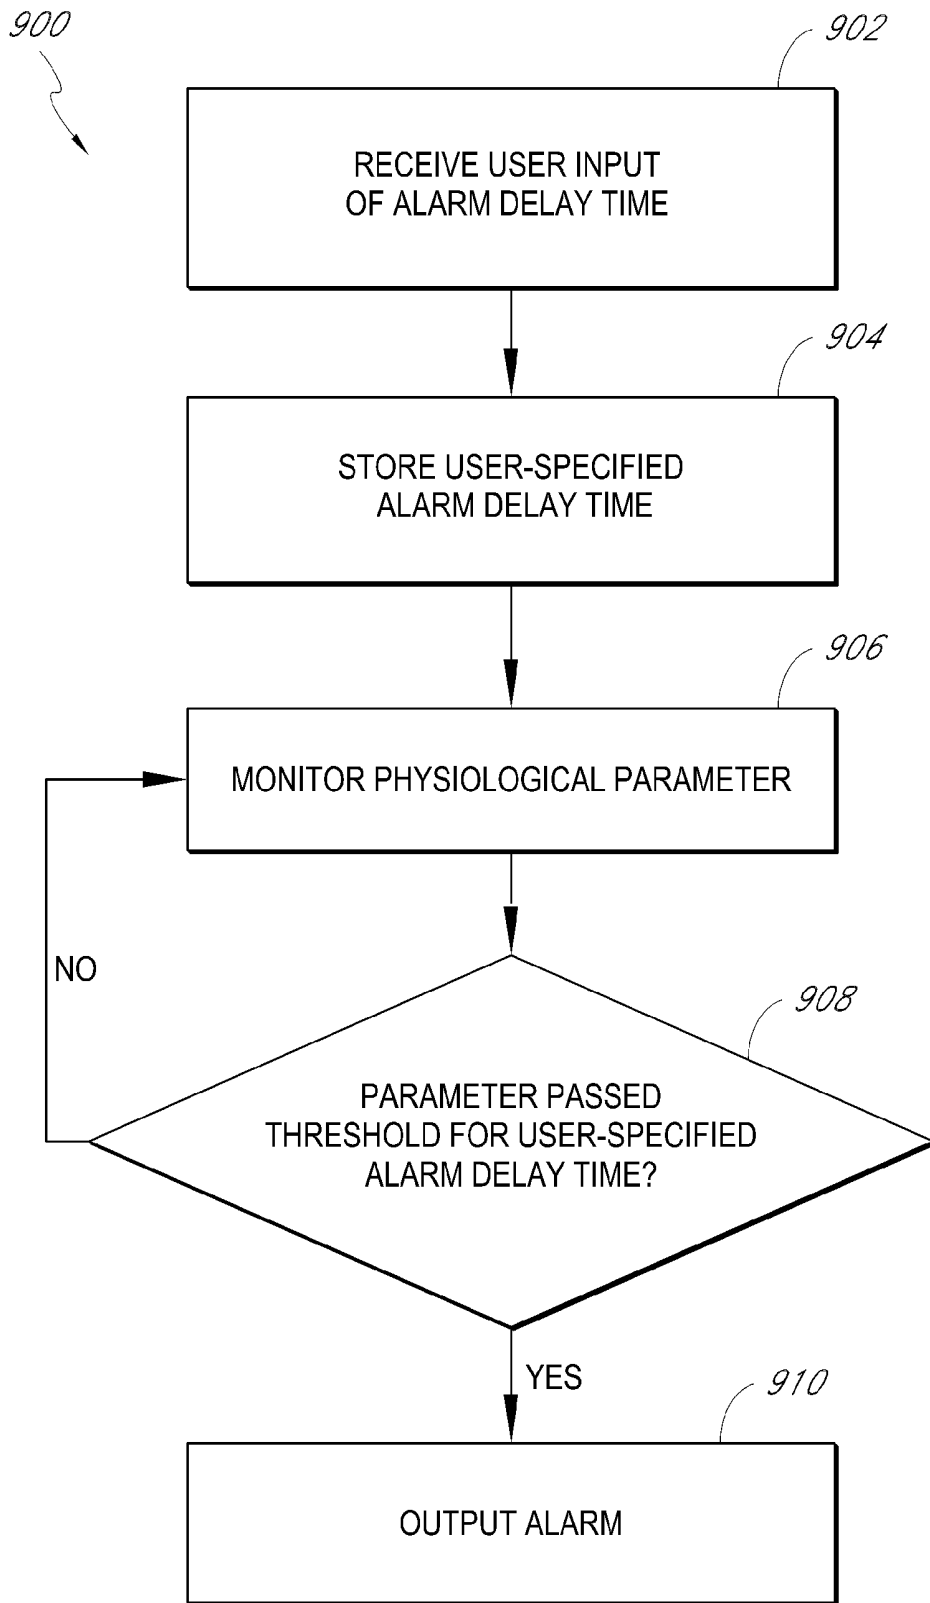 900
902
RECEIVE USER INPUT
OF ALARM DELAY TIME
904
STORE USER-SPECIFIED
ALARM DELAY TIME
906
MONITOR PHYSIOLOGICAL PARAMETER
NO
908
PARAMETER PASSED
THRESHOLD FOR USER-SPECIFIED
ALARM DELAY TIME?
YES
910
OUTPUT ALARM